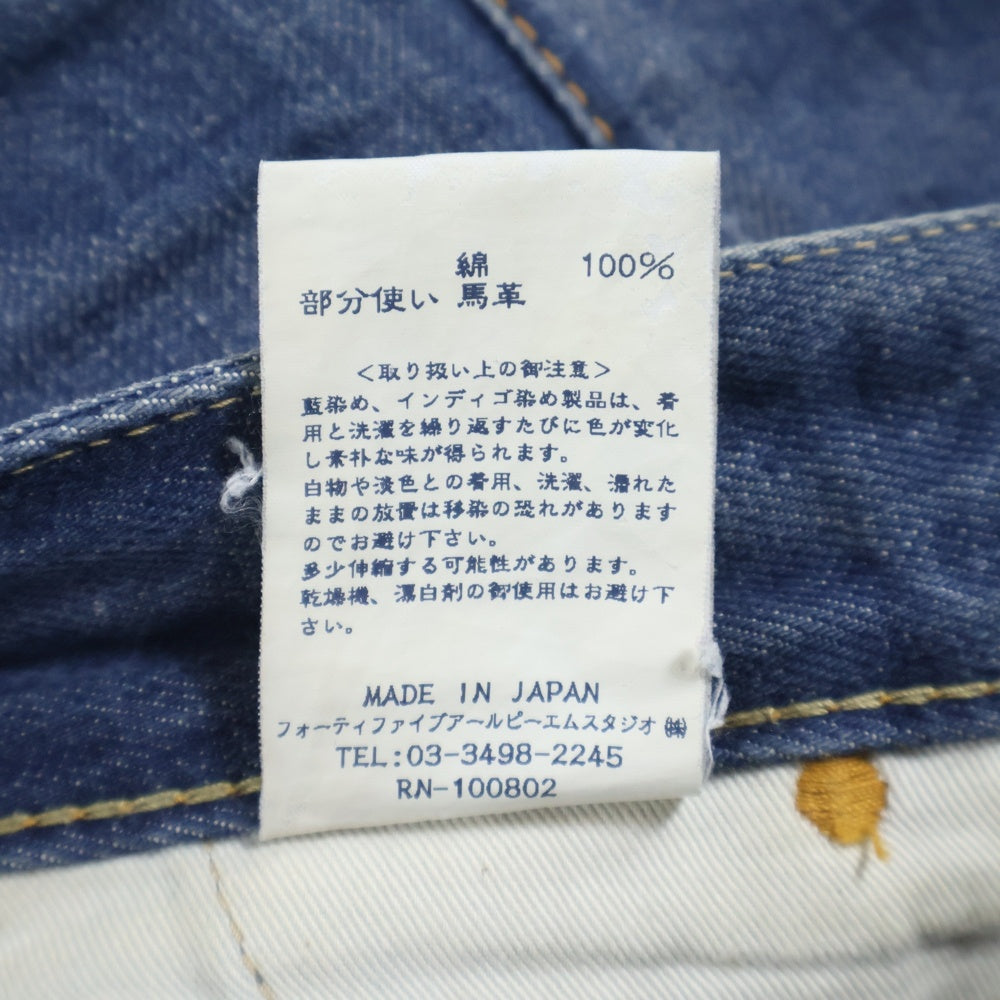 綿 100%
部分使い 馬革
<取り扱い上の御注意>
藍染め、インディゴ染め製品は、着
用と洗濯を繰り返すたびに色が変化
し素朴な味が得られます。
白物や淡色との着用、洗濯、濡れた
ままの放置は移染の恐れがあります
のでお避け下さい。
多少伸縮する可能性があります。
乾燥機、漂白剤の御使用はお避け下
さい。
MADE IN JAPAN
フォーティファイブアールピーエムスタジオ㈱
TEL:03-3498-2245
RN-100802